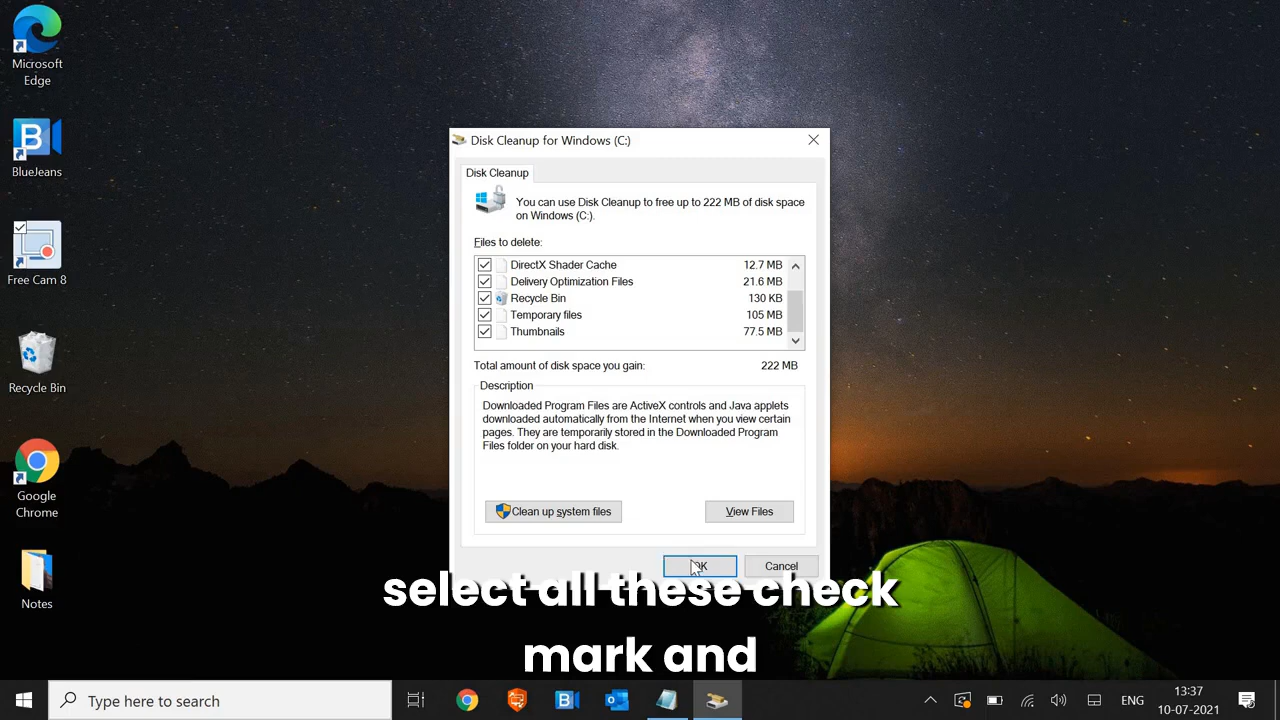 Microsoft
Edge
BlueJeans
Free Cam 8
Recycle Bin
Google
Chrome
Notes
Disk Cleanup for Windows (C:)
Disk Cleanup
You can use Disk Cleanup to free up to 222 MB of disk space
on Windows (C:).
Files to delete:
DirectX Shader Cache 12.7 MB
Delivery Optimization Files 21.6 MB
Recycle Bin 130 KB
Temporary files 105 MB
Thumbnails 77.5 MB
Total amount of disk space you gain: 222 MB
Description
Downloaded Program Files are ActiveX controls and Java applets
downloaded automatically from the Internet when you view certain
pages. They are temporarily stored in the Downloaded Program
Files folder on your hard disk.
Clean up system files View Files
OK Cancel
select all these check
mark and
Type here to search
ENG
13:37
10-07-2021